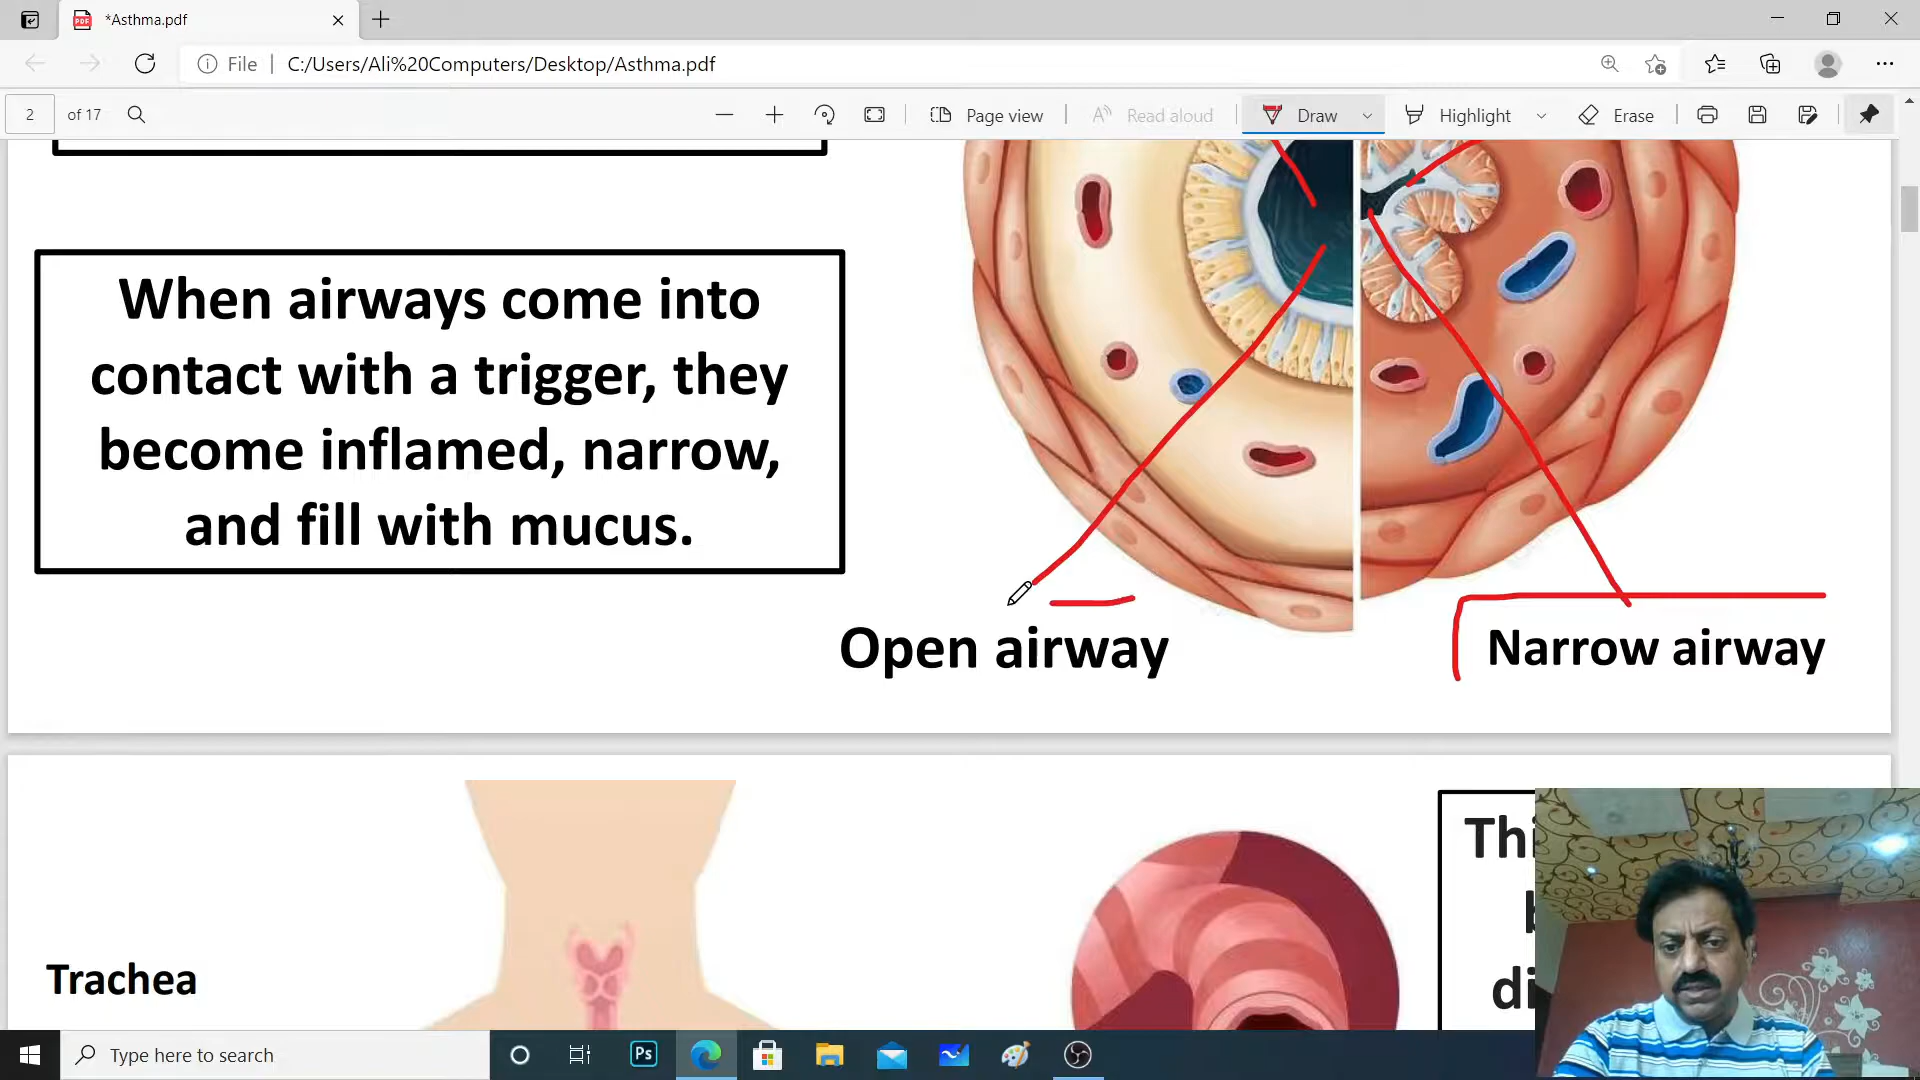 *Asthma.pdf
File
C:/Users/Ali%20Computers/Desktop/Asthma.pdf
2 of 17
Page view
Read aloud
Draw
Highlight
Erase
When airways come into
contact with a trigger, they
become inflamed, narrow,
and fill with mucus.
Open airway
Narrow airway
Trachea
Thi
di
Type here to search
Ps